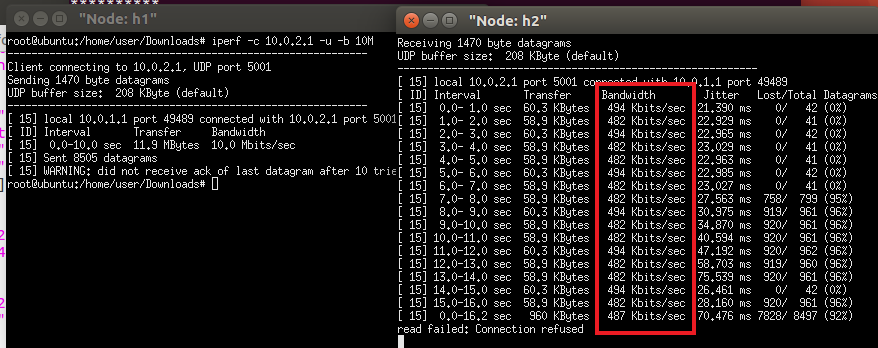 "Node: h1"
root@ubuntu:/home/user/Downloads# iperf -c 10.0.2.1 -u -b 10M
Client connecting to 10.0.2.1, UDP port 5001
Sending 1470 byte datagrams
UDP buffer size: 208 KByte (default)
[ 15] local 10.0.1.1 port 49489 connected with 10.0.2.1 port 5001
[ ID] Interval Transfer Bandwidth
[ 15] 0.0-10.0 sec 11.9 MBytes 10.0 Mbits/sec
[ 15] Sent 8505 datagrams
[ 15] WARNING: did not receive ack of last datagram after 10 trie
root@ubuntu:/home/user/Downloads#
"Node: h2"
Receiving 1470 byte datagrams
UDP buffer size: 208 KByte (default)
[ 15] local 10.0.2.1 port 5001 connected with 10.0.1.1 port 49489
[ ID] Interval Transfer Bandwidth Jitter Lost/Total Datagrams
[ 15] 0.0- 1.0 sec 60.3 KBytes 494 Kbits/sec 21.390 ms 0/ 42 (0%)
[ 15] 1.0- 2.0 sec 58.9 KBytes 482 Kbits/sec 22.929 ms 0/ 41 (0%)
[ 15] 2.0- 3.0 sec 60.3 KBytes 494 Kbits/sec 22.965 ms 0/ 42 (0%)
[ 15] 3.0- 4.0 sec 58.9 KBytes 482 Kbits/sec 23.029 ms 0/ 41 (0%)
[ 15] 4.0- 5.0 sec 58.9 KBytes 482 Kbits/sec 22.963 ms 0/ 41 (0%)
[ 15] 5.0- 6.0 sec 60.3 KBytes 494 Kbits/sec 22.985 ms 0/ 42 (0%)
[ 15] 6.0- 7.0 sec 58.9 KBytes 482 Kbits/sec 23.027 ms 0/ 41 (0%)
[ 15] 7.0- 8.0 sec 58.9 KBytes 482 Kbits/sec 27.563 ms 758/ 799 (95%)
[ 15] 8.0- 9.0 sec 60.3 KBytes 494 Kbits/sec 30.975 ms 919/ 961 (96%)
[ 15] 9.0-10.0 sec 58.9 KBytes 482 Kbits/sec 34.870 ms 920/ 961 (96%)
[ 15] 10.0-11.0 sec 58.9 KBytes 482 Kbits/sec 40.594 ms 920/ 961 (96%)
[ 15] 11.0-12.0 sec 60.3 KBytes 494 Kbits/sec 47.192 ms 920/ 962 (96%)
[ 15] 12.0-13.0 sec 60.3 KBytes 482 Kbits/sec 58.703 ms 919/ 960 (96%)
[ 15] 13.0-14.0 sec 58.9 KBytes 482 Kbits/sec 75.539 ms 920/ 961 (96%)
[ 15] 14.0-15.0 sec 60.3 KBytes 494 Kbits/sec 26.461 ms 0/ 42 (0%)
[ 15] 15.0-16.0 sec 58.9 KBytes 482 Kbits/sec 28.160 ms 920/ 961 (96%)
[ 15] 0.0-16.2 sec 960 KBytes 487 Kbits/sec 70.476 ms 7828/ 8497 (92%)
read failed: Connection refused